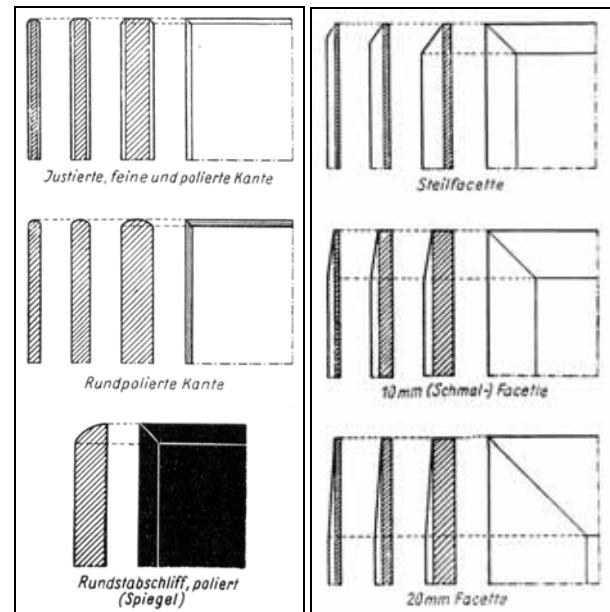 Justierte, feine und polierte Kante
Rundpolierte Kante
Rundstabschliff, poliert
(Spiegel)
Steilfacette
10mm (Schmal-) Facette
20mm Facette